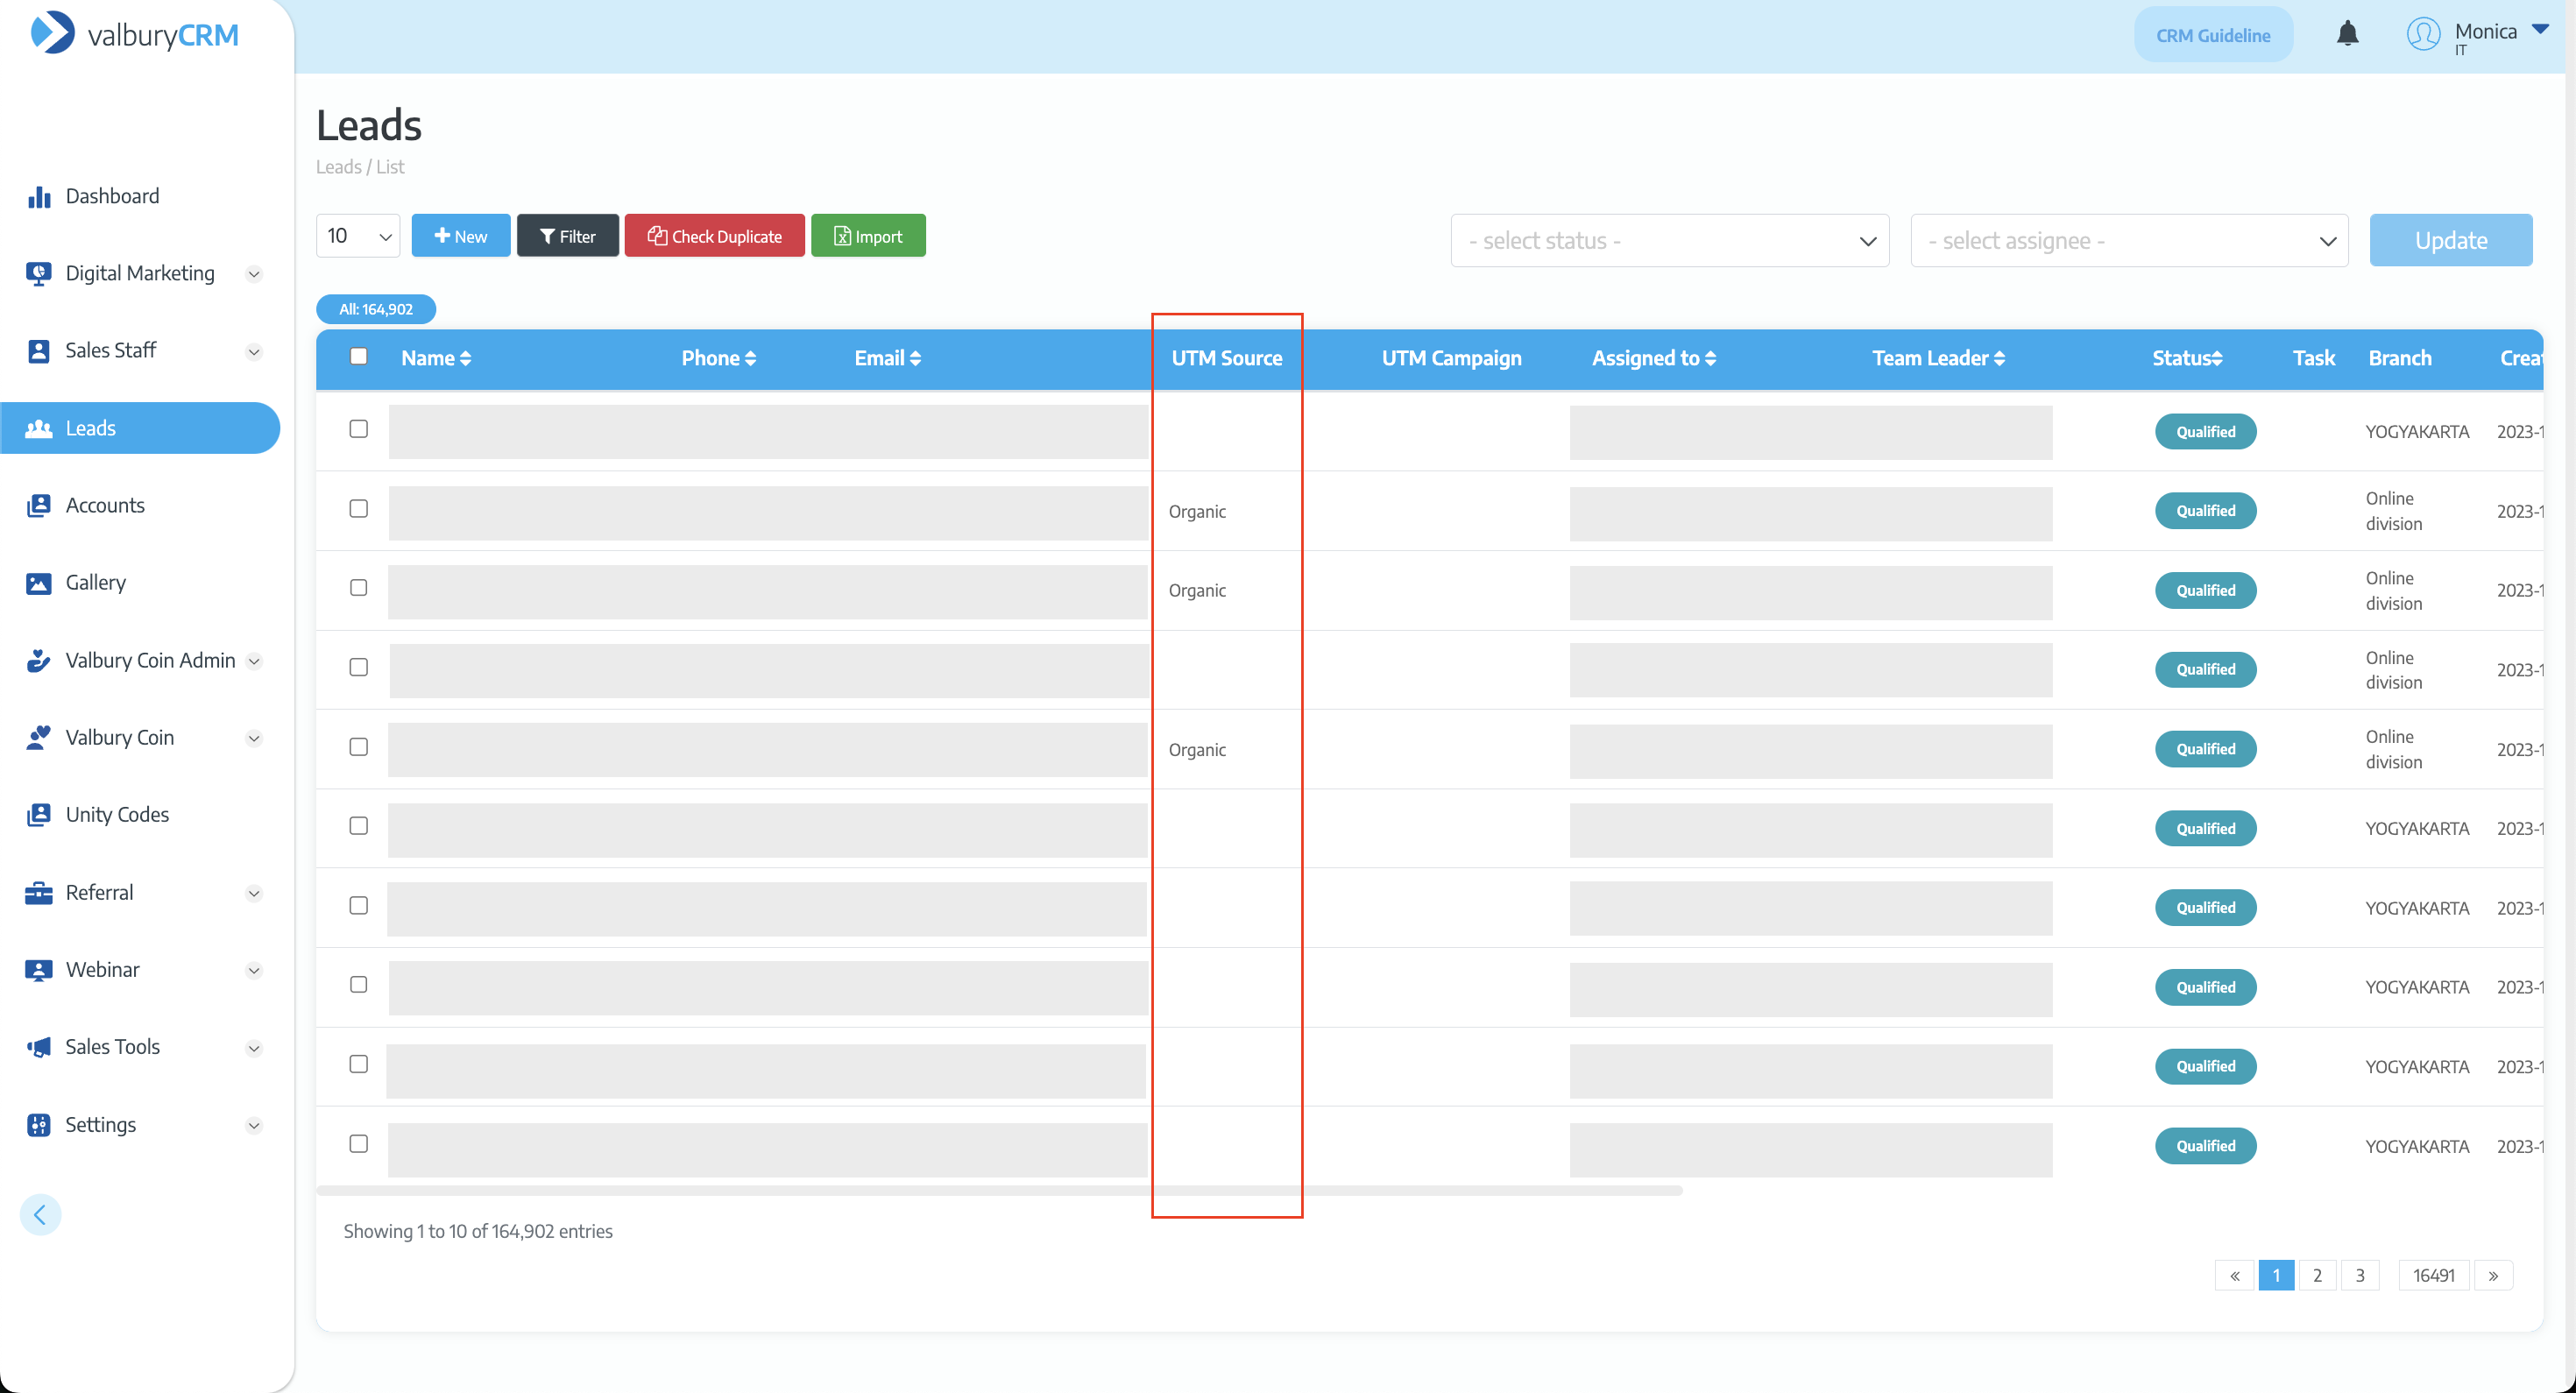 valburyCRM
CRM Guideline
Monica
IT
Dashboard
Digital Marketing
Sales Staff
Leads
Accounts
Gallery
Valbury Coin Admin
Valbury Coin
Unity Codes
Referral
Webinar
Sales Tools
Settings
Leads
Leads / List
10 New Filter Check Duplicate Import - select status - - select assignee - Update
All: 164,902
Name Phone Email UTM Source UTM Campaign Assigned to Team Leader Status Task Branch Creat
Qualified YOGYAKARTA 2023-1
Organic Qualified Online division 2023-1
Organic Qualified Online division 2023-1
Qualified Online division 2023-1
Organic Qualified Online division 2023-1
Qualified YOGYAKARTA 2023-1
Qualified YOGYAKARTA 2023-1
Qualified YOGYAKARTA 2023-1
Qualified YOGYAKARTA 2023-1
Qualified YOGYAKARTA 2023-1
Showing 1 to 10 of 164,902 entries
« 1 2 3 16491 »